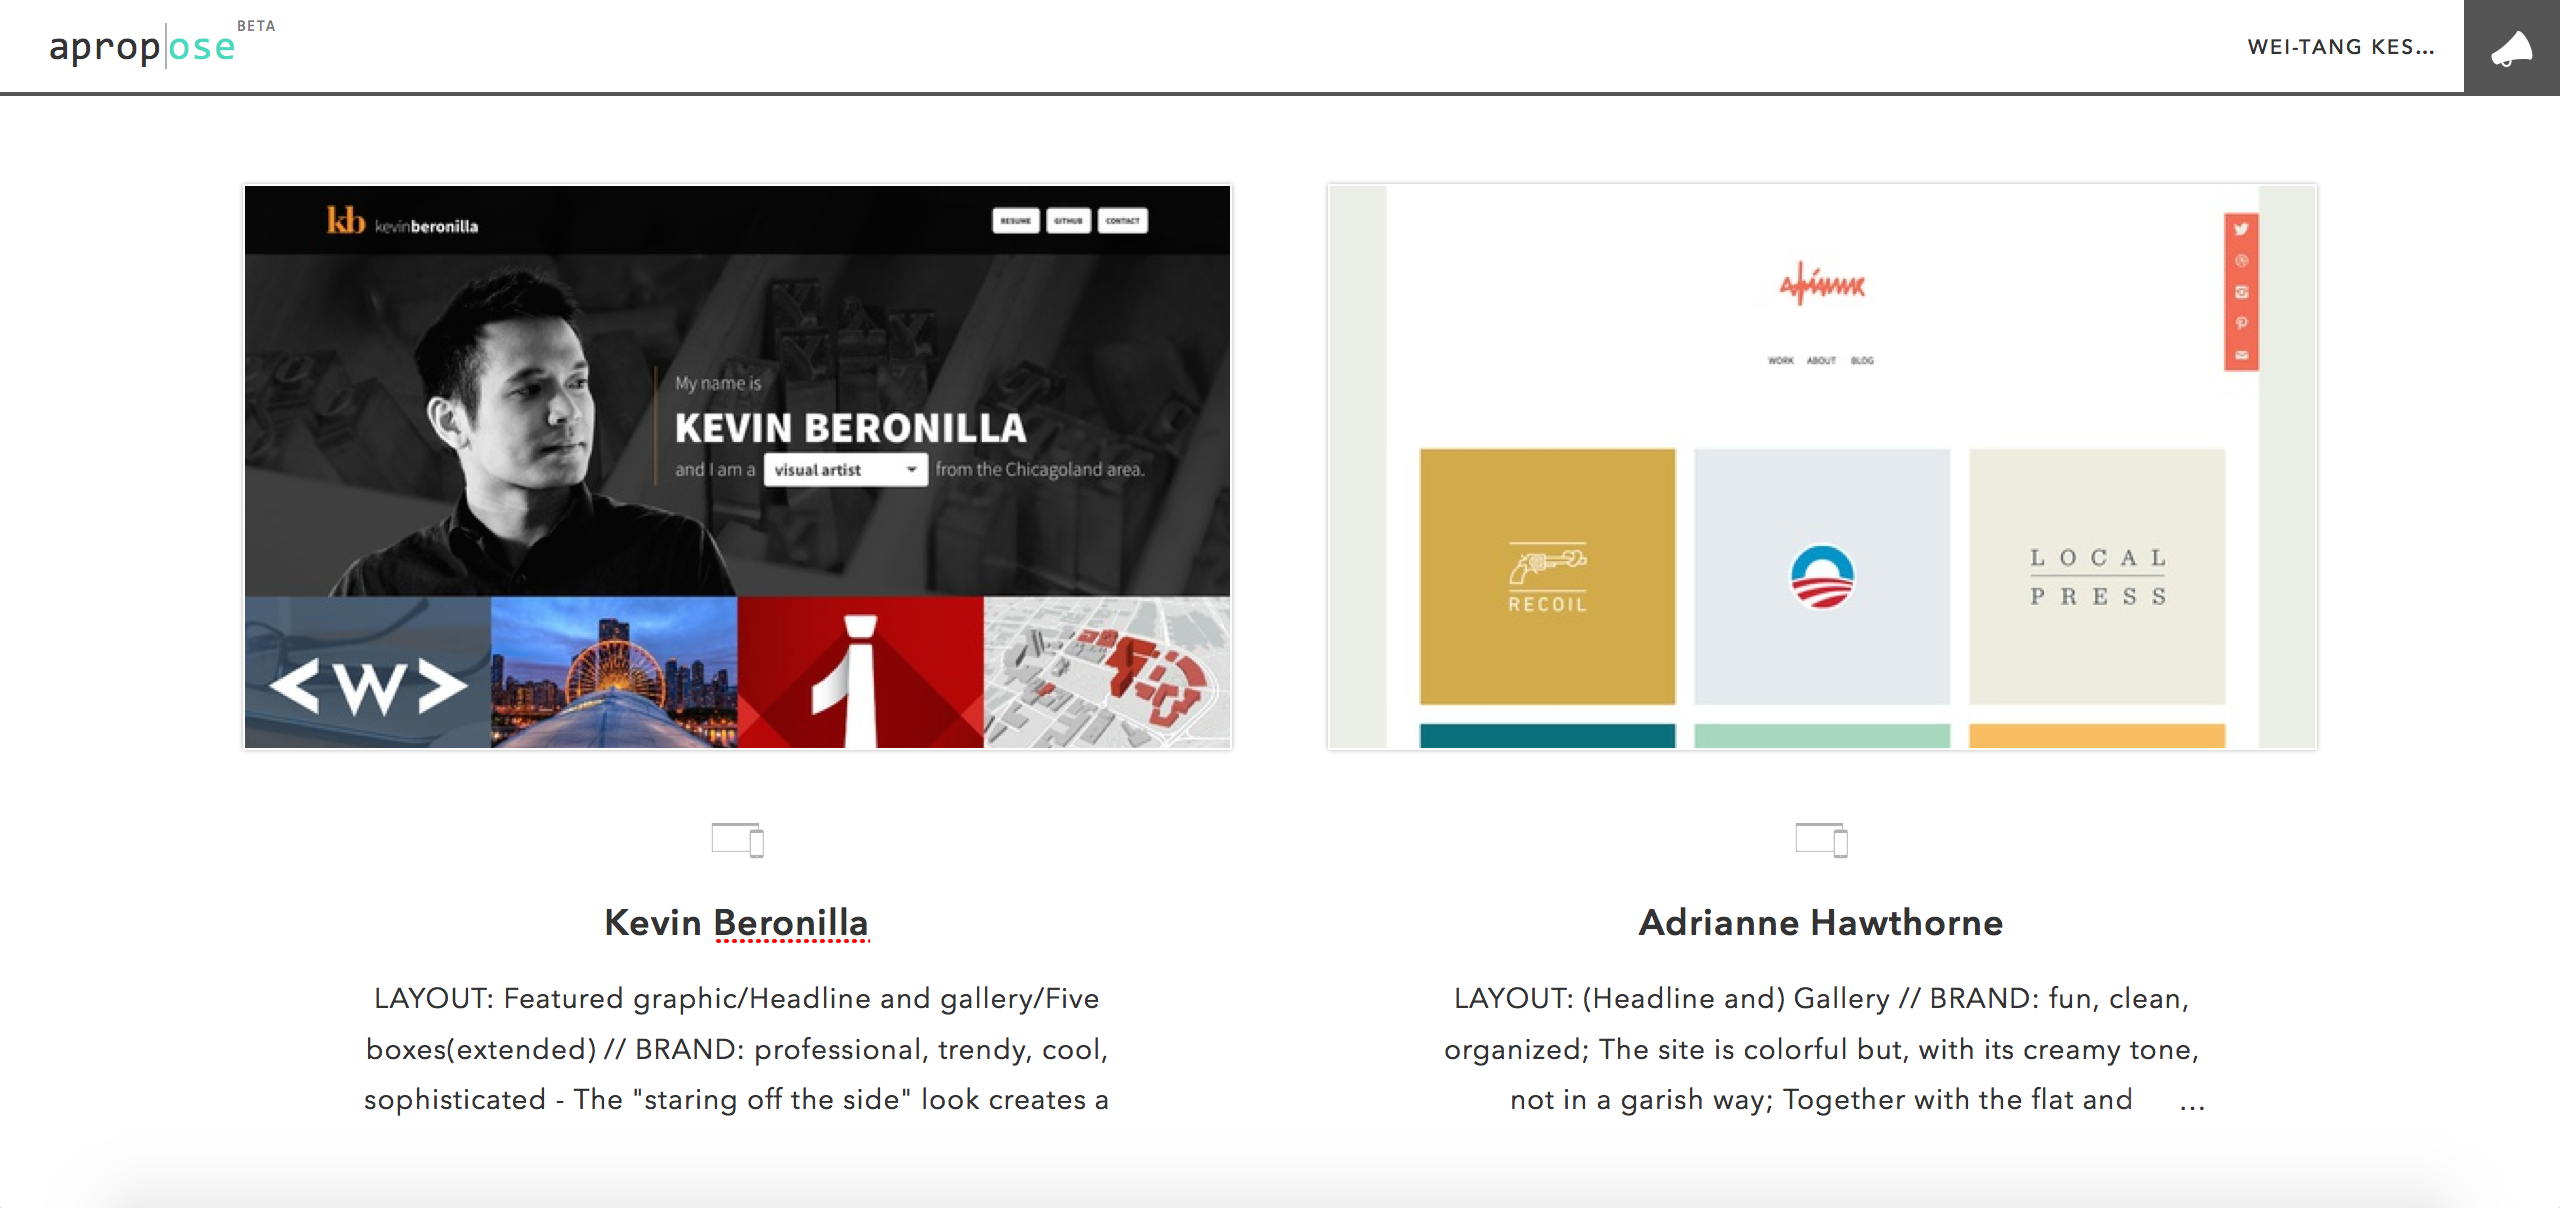 aprop|ose BETA
WEI-TANG KES...
kb kevinberonilla
RESUME GITHUB CONTACT
My name is
KEVIN BERONILLA
and I am a visual artist from the Chicagoland area.
<w>
1
Adrianne
WORK ABOUT BLOG
RECOIL
LOCAL
PRESS
Kevin Beronilla
LAYOUT: Featured graphic/Headline and gallery/Five
boxes(extended) // BRAND: professional, trendy, cool,
sophisticated - The "staring off the side" look creates a
Adrianne Hawthorne
LAYOUT: (Headline and) Gallery // BRAND: fun, clean,
organized; The site is colorful but, with its creamy tone,
not in a garish way; Together with the flat and ...